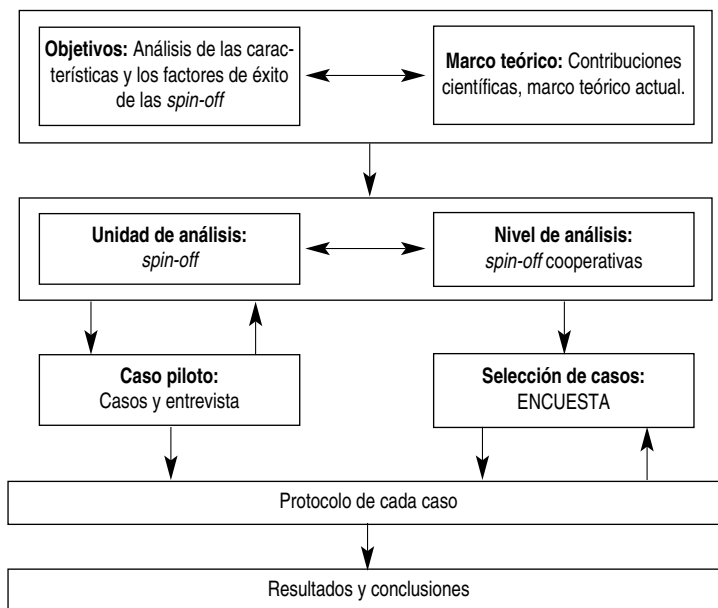 Objetivos: Análisis de las carac-
terísticas y los factores de éxito
de las spin-off
Marco teórico: Contribuciones
científicas, marco teórico actual.
Unidad de análisis:
spin-off
Nivel de análisis:
spin-off cooperativas
Caso piloto:
Casos y entrevista
Selección de casos:
ENCUESTA
Protocolo de cada caso
Resultados y conclusiones